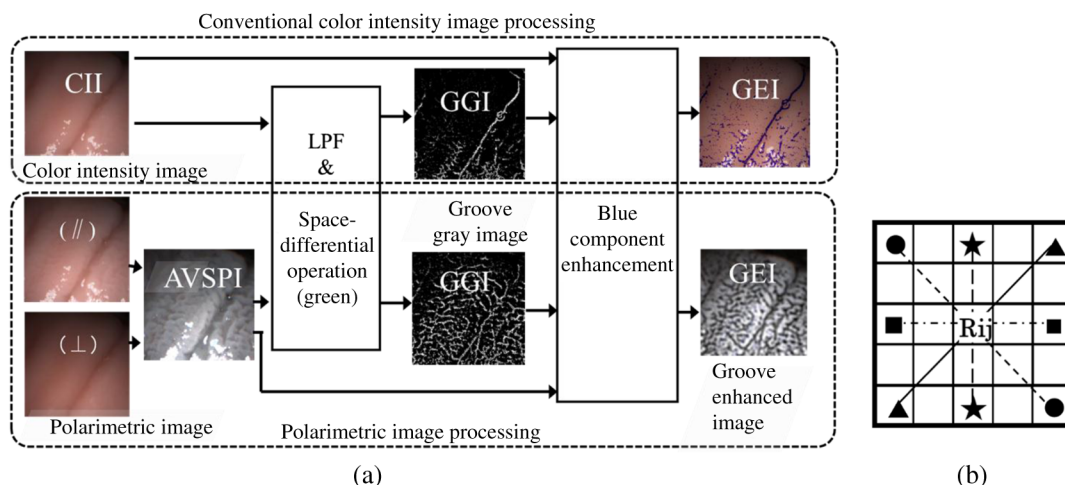 Conventional color intensity image processing
CII
Color intensity image
LPF
&
Space-
differential
operation
(green)
GGI
Groove
gray image
GGI
Blue
component
enhancement
GEI
( // )
(⊥)
AVSPI
GEI
Groove
enhanced
image
Polarimetric image
Polarimetric image processing
(a)
Rij
(b)